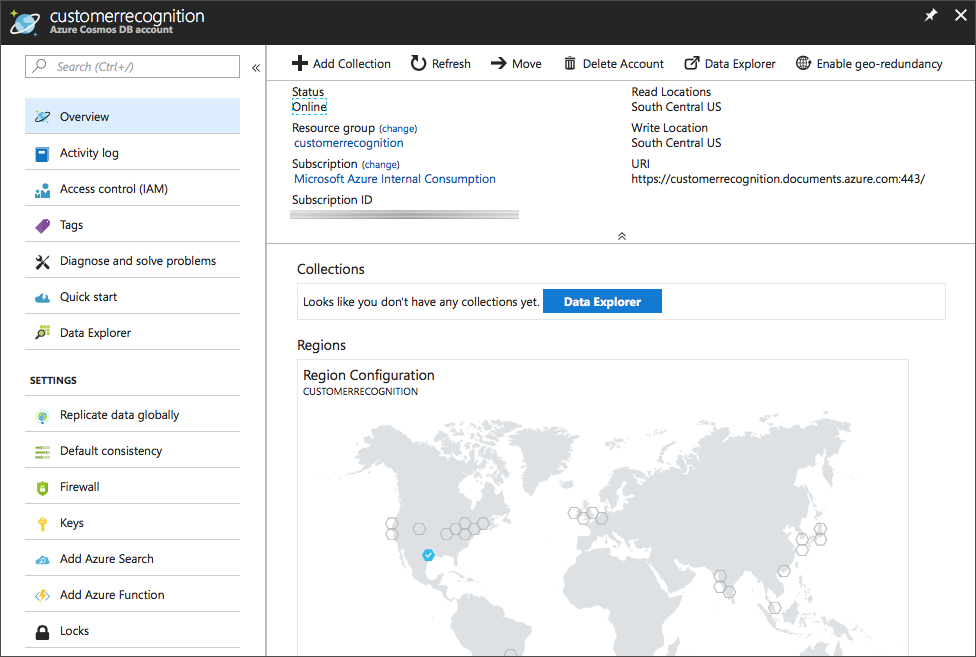 customerrecognition
Azure Cosmos DB account
Search (Ctrl+/)
Overview
Activity log
Access control (IAM)
Tags
Diagnose and solve problems
Quick start
Data Explorer
SETTINGS
Replicate data globally
Default consistency
Firewall
Keys
Add Azure Search
Add Azure Function
Locks
Add Collection Refresh Move Delete Account Data Explorer Enable geo-redundancy
Status
Online
Resource group (change)
customerrecognition
Subscription (change)
Microsoft Azure Internal Consumption
Subscription ID
Read Locations
South Central US
Write Location
South Central US
URI
https://customerrecognition.documents.azure.com:443/
Collections
Looks like you don't have any collections yet. Data Explorer
Regions
Region Configuration
CUSTOMERRECOGNITION